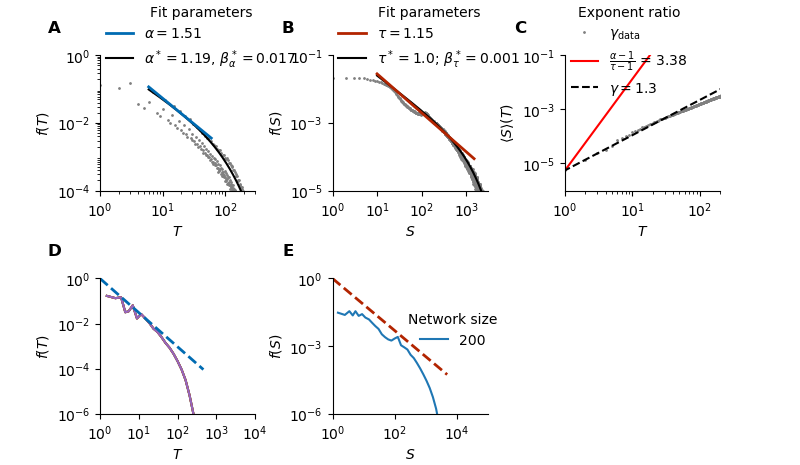 A
Fit parameters
α = 1.51
α* = 1.19, β*α = 0.017
10⁰
10⁻²
10⁻⁴
f(T)
10⁰ 10¹ 10²
T
B
Fit parameters
τ = 1.15
τ* = 1.0; β*τ = 0.001
10⁻¹
10⁻³
10⁻⁵
f(S)
10⁰ 10¹ 10² 10³
S
C
Exponent ratio
γdata
(α−1)/(τ−1) = 3.38
γ = 1.3
10⁻¹
10⁻³
10⁻⁵
⟨S⟩(T)
10⁰ 10¹ 10²
T
D
10⁰
10⁻²
10⁻⁴
10⁻⁶
f(T)
10⁰ 10¹ 10² 10³ 10⁴
T
E
10⁰
10⁻³
10⁻⁶
f(S)
Network size
200
10⁰ 10² 10⁴
S